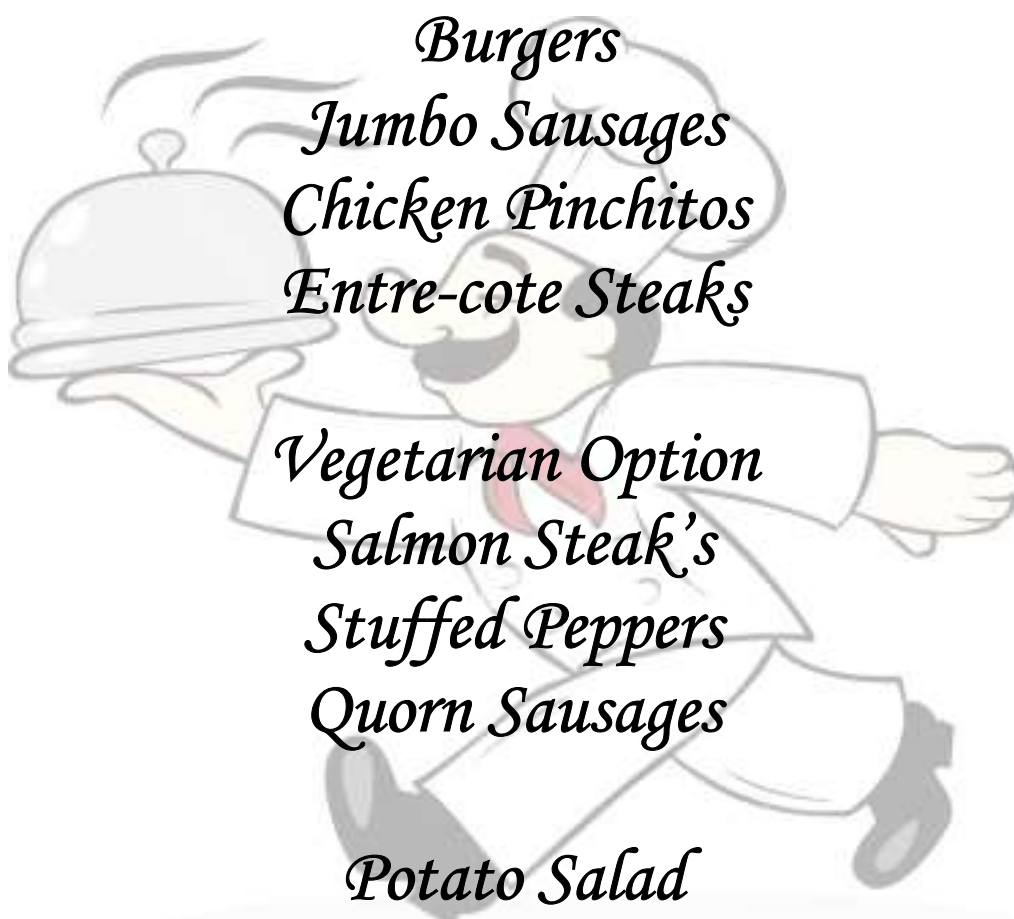 Burgers
Jumbo Sausages
Chicken Pinchitos
Entre-cote Steaks
Vegetarian Option
Salmon Steak’s
Stuffed Peppers
Quorn Sausages
Potato Salad